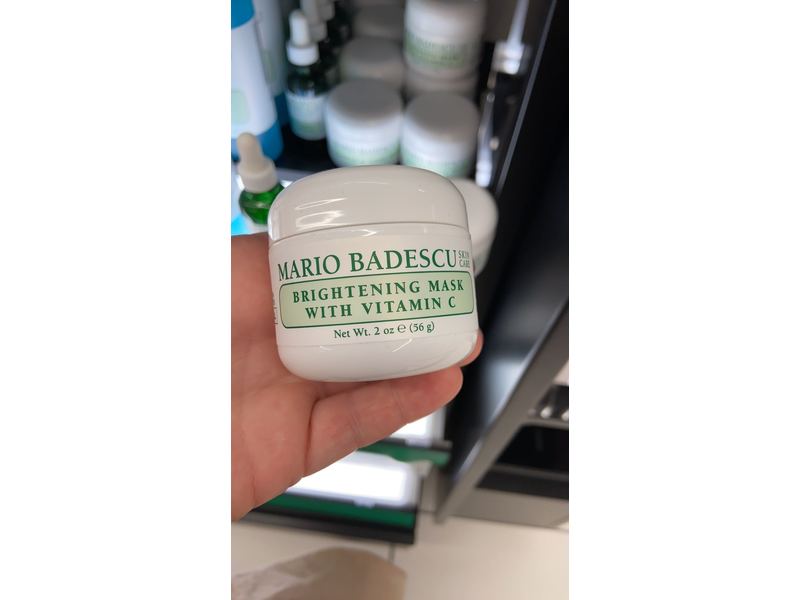 MARIO BADESCU SKIN CARE
BRIGHTENING MASK
WITH VITAMIN C
Net Wt. 2 oz ℮ (56 g)